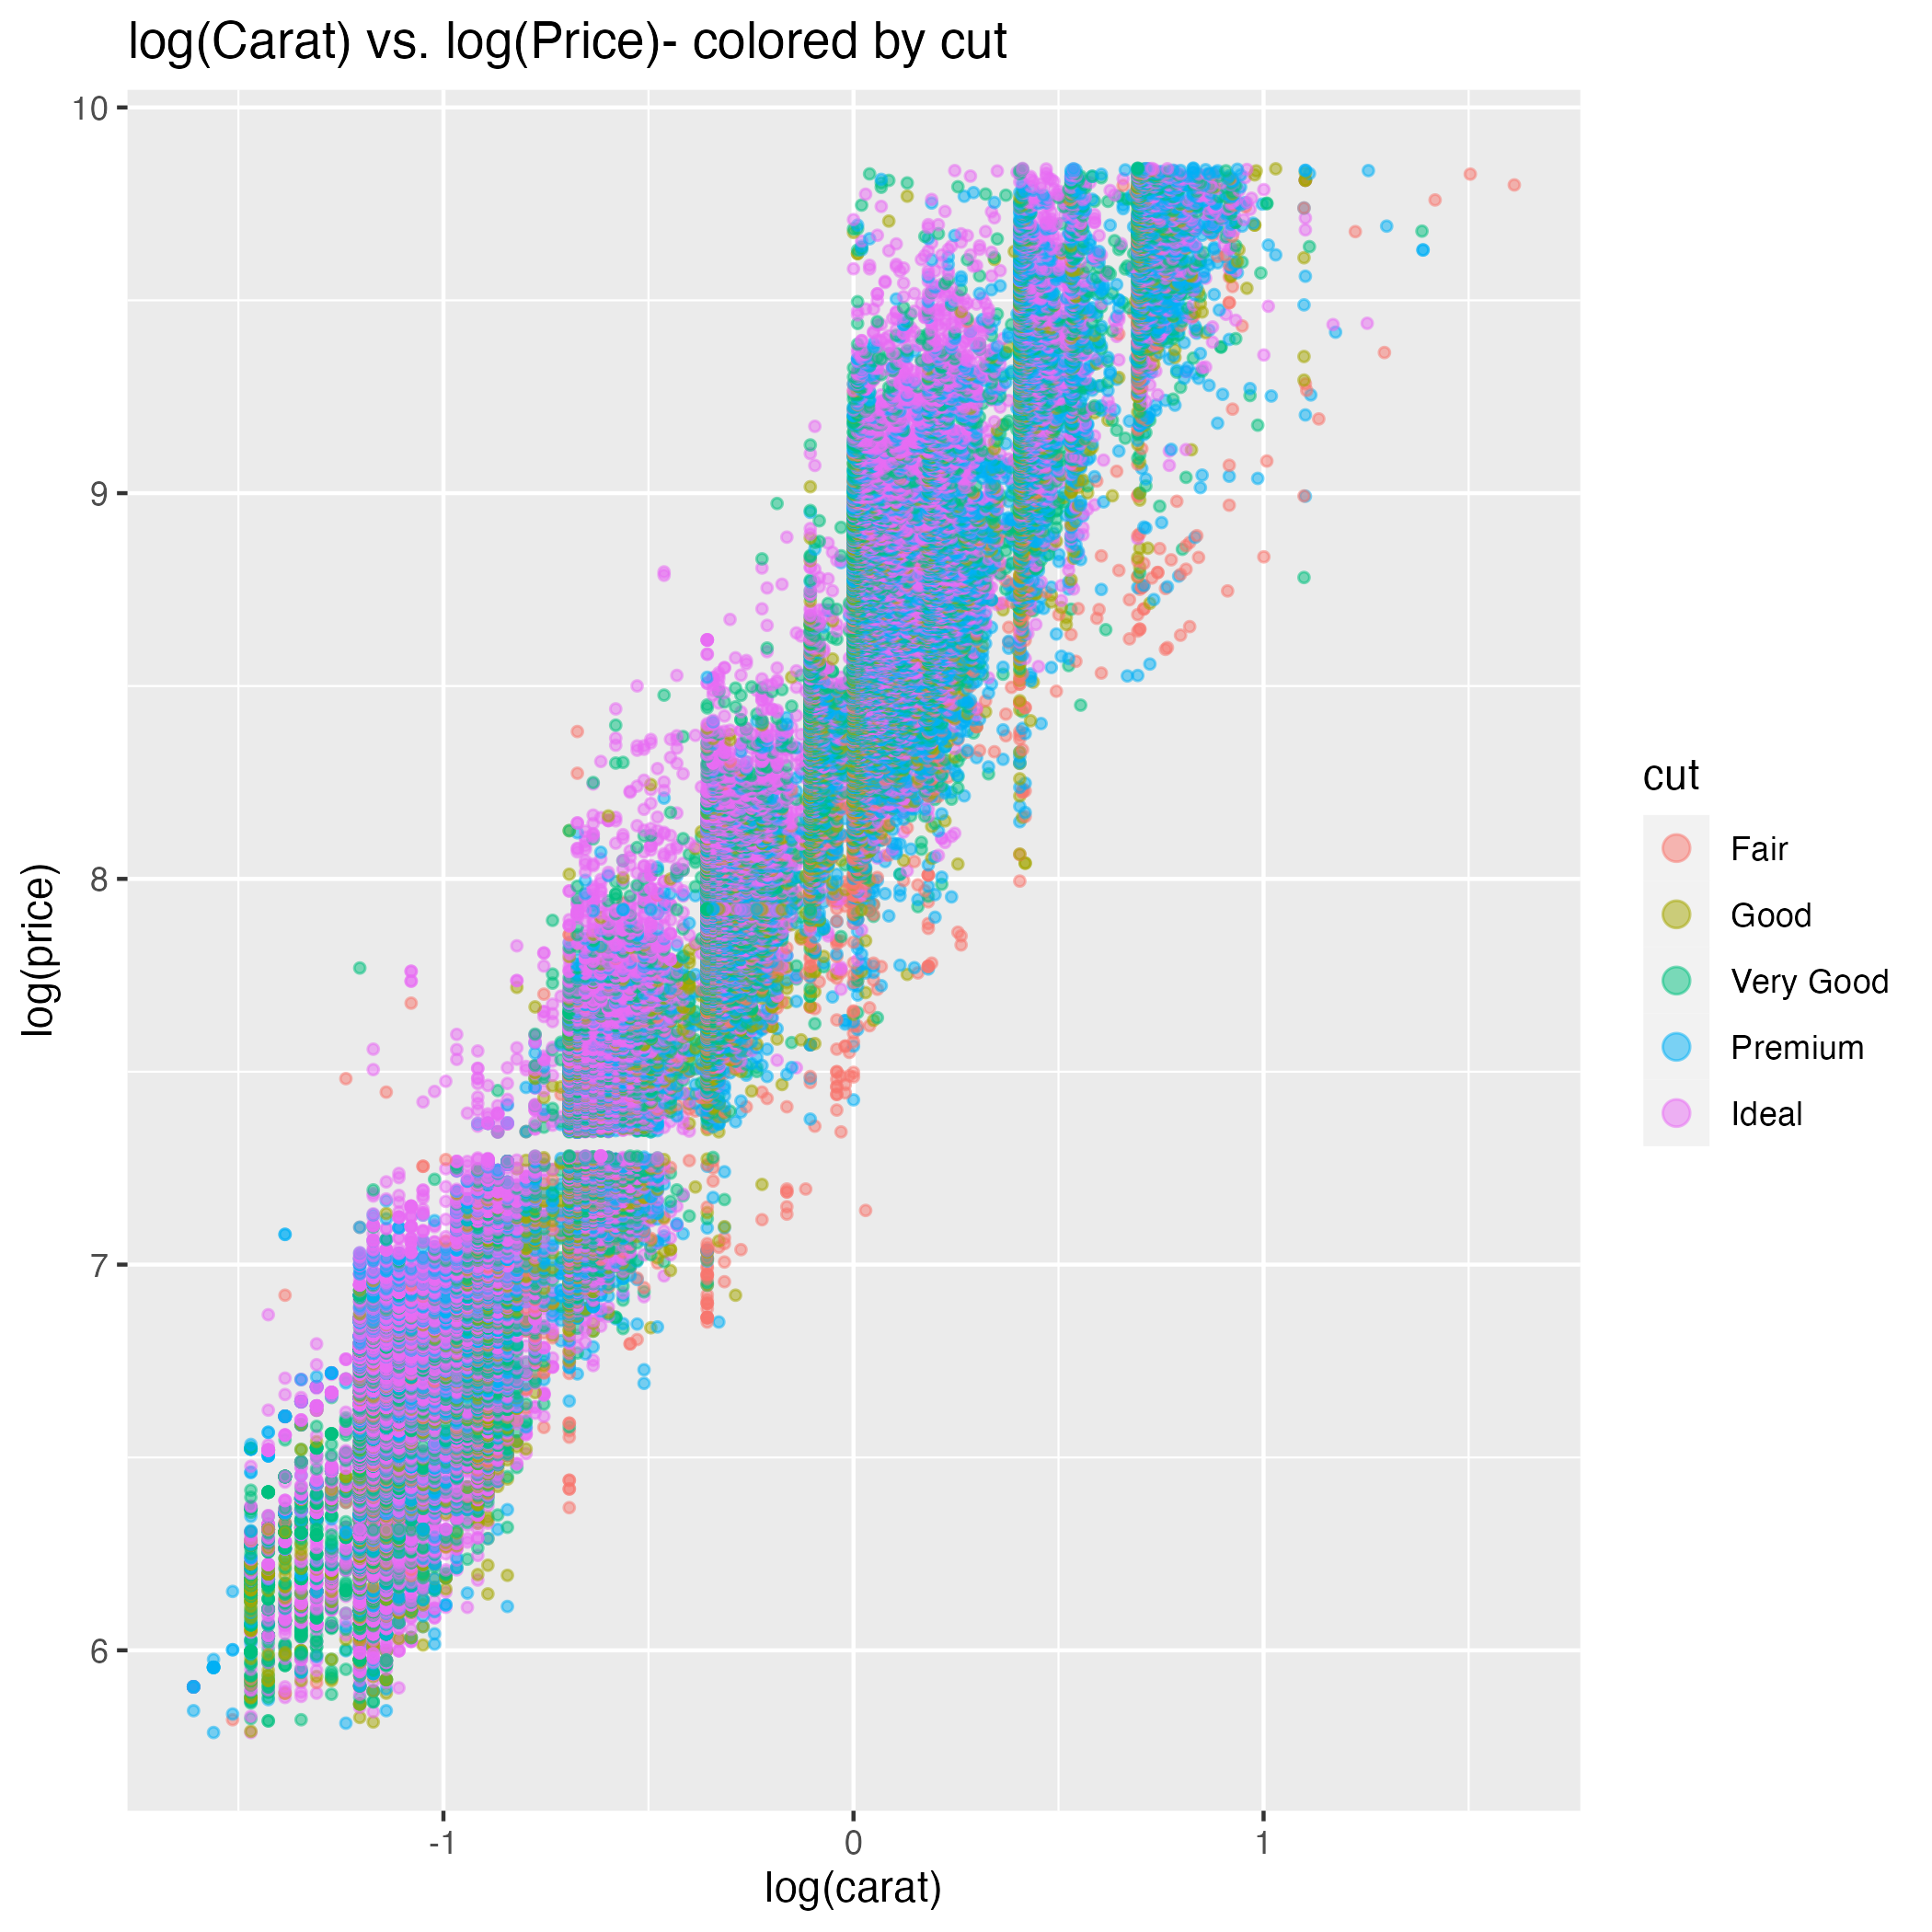 log(Carat) vs. log(Price)- colored by cut
10
9
8
7
6
log(price)
-1
0
1
log(carat)
cut
Fair
Good
Very Good
Premium
Ideal